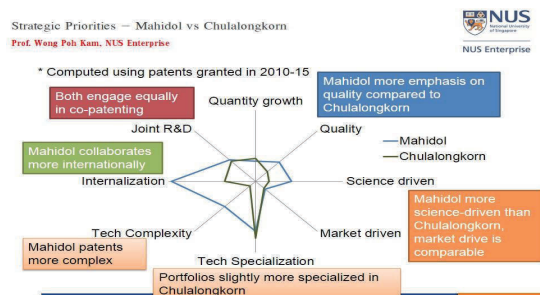 Strategic Priorities – Mahidol vs Chulalongkorn
Prof. Wong Poh Kam, NUS Enterprise
NUS
National University
of Singapore
NUS Enterprise
* Computed using patents granted in 2010-15
Both engage equally
in co-patenting
Quantity growth
Mahidol more emphasis on
quality compared to
Chulalongkorn
Joint R&D
Quality
Mahidol
Chulalongkorn
Mahidol collaborates
more internationally
Internalization
Science driven
Mahidol more
science-driven than
Chulalongkorn,
market drive is
comparable
Tech Complexity
Market driven
Mahidol patents
more complex
Tech Specialization
Portfolios slightly more specialized in
Chulalongkorn